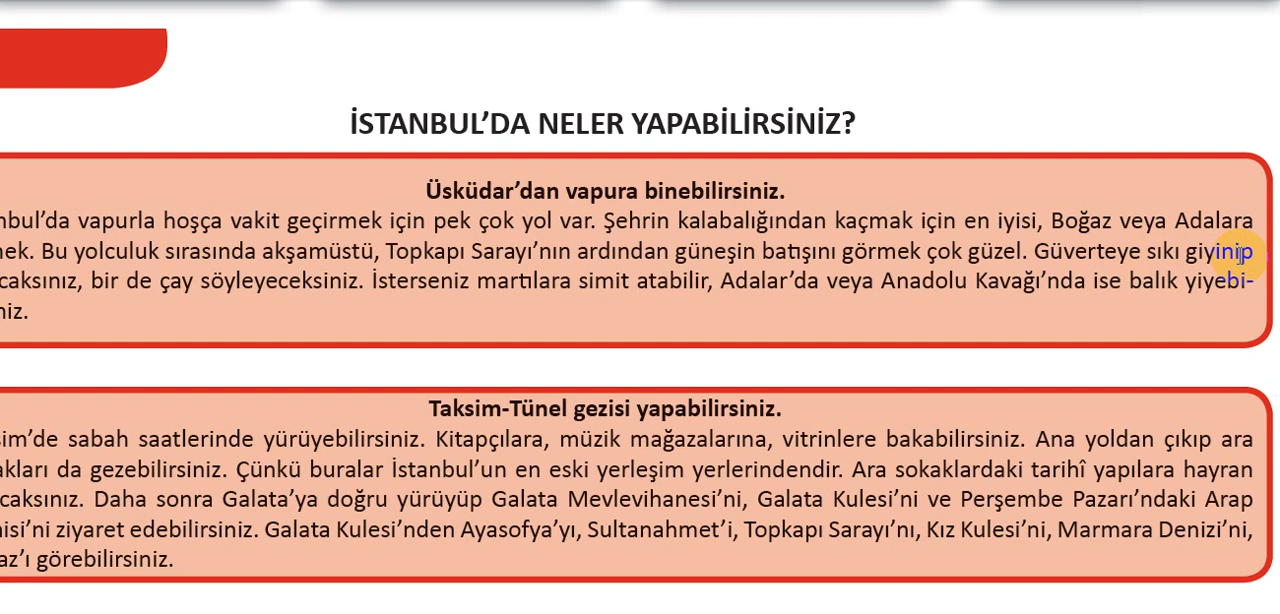 İSTANBUL’DA NELER YAPABİLİRSİNİZ?
Üsküdar’dan vapura binebilirsiniz.
nbul’da vapurla hoşça vakit geçirmek için pek çok yol var. Şehrin kalabalığından kaçmak için en iyisi, Boğaz veya Adalara
mek. Bu yolculuk sırasında akşamüstü, Topkapı Sarayı’nın ardından güneşin batışını görmek çok güzel. Güverteye sıkı giyinip
caksınız, bir de çay söyleyeceksiniz. İsterseniz martılara simit atabilir, Adalar’da veya Anadolu Kavağı’nda ise balık yiyebi-
niz.
Taksim-Tünel gezisi yapabilirsiniz.
sim’de sabah saatlerinde yürüyebilirsiniz. Kitapçılara, müzik mağazalarına, vitrinlere bakabilirsiniz. Ana yoldan çıkıp ara
akları da gezebilirsiniz. Çünkü buralar İstanbul’un en eski yerleşim yerlerindendir. Ara sokaklardaki tarihî yapılara hayran
caksınız. Daha sonra Galata’ya doğru yürüyüp Galata Mevlevihanesi’ni, Galata Kulesi’ni ve Perşembe Pazarı’ndaki Arap
misi’ni ziyaret edebilirsiniz. Galata Kulesi’nden Ayasofya’yı, Sultanahmet’i, Topkapı Sarayı’nı, Kız Kulesi’ni, Marmara Denizi’ni,
az’ı görebilirsiniz.